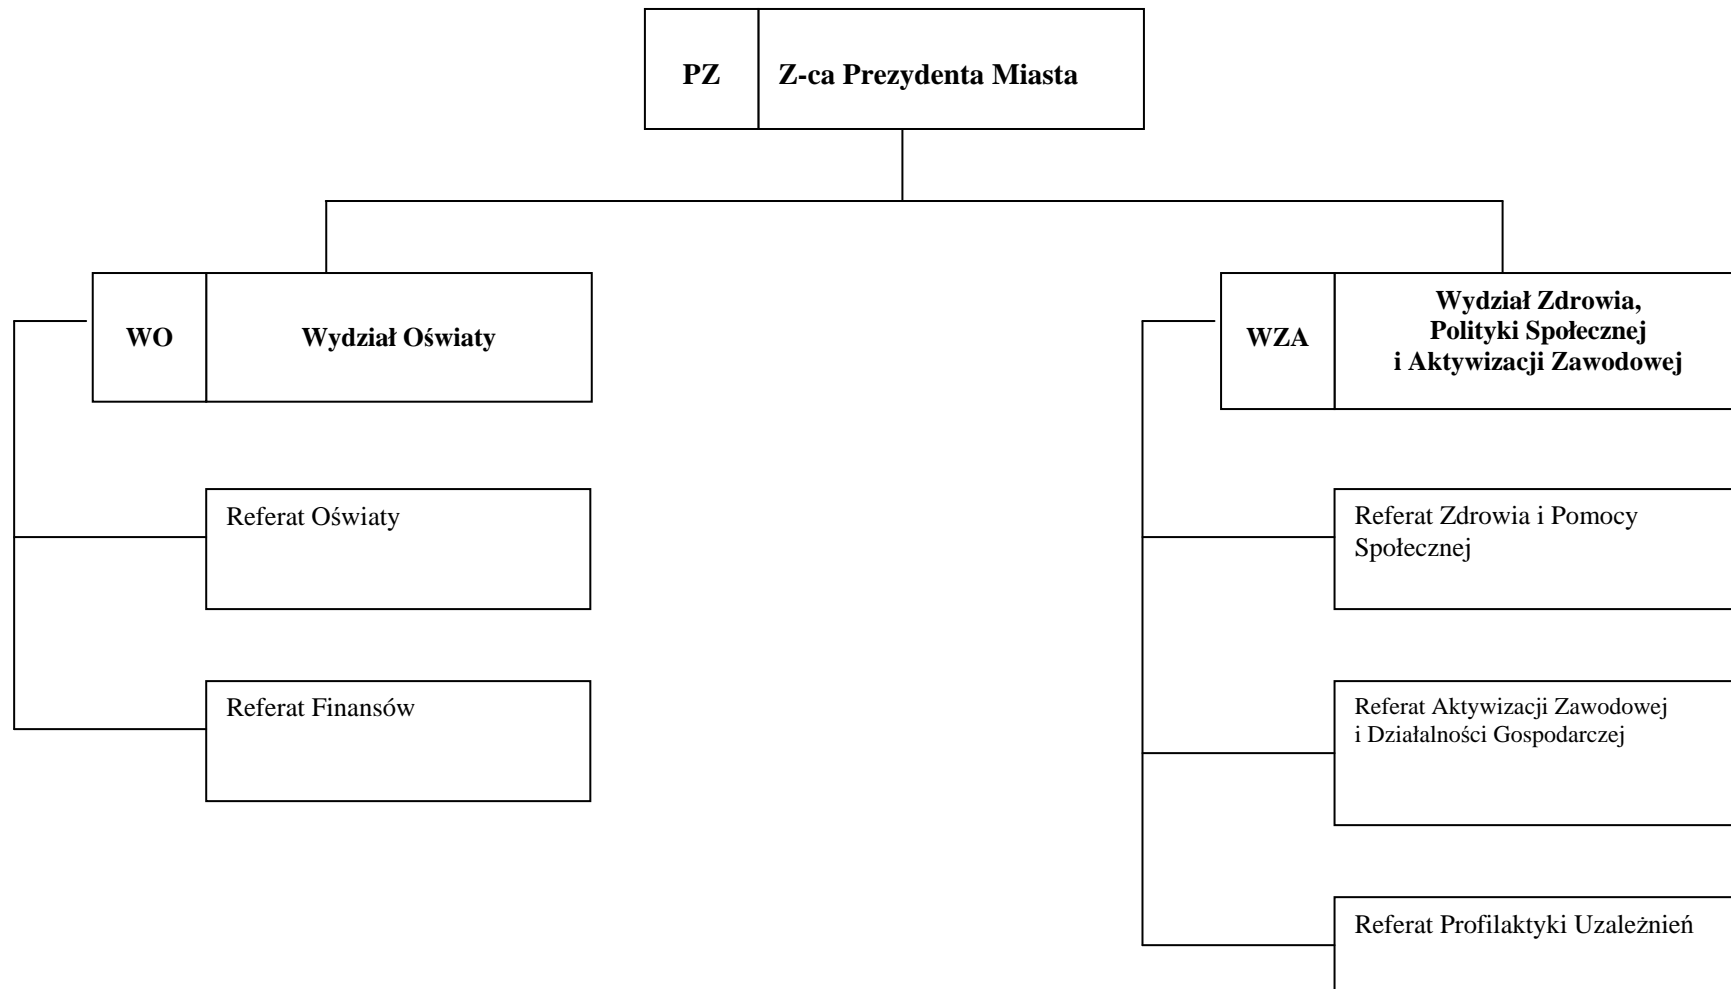 PZ Z-ca Prezydenta Miasta
WO Wydział Oświaty
WZA Wydział Zdrowia,
Polityki Społecznej
i Aktywizacji Zawodowej
Referat Oświaty
Referat Finansów
Referat Zdrowia i Pomocy
Społecznej
Referat Aktywizacji Zawodowej
i Działalności Gospodarczej
Referat Profilaktyki Uzależnień